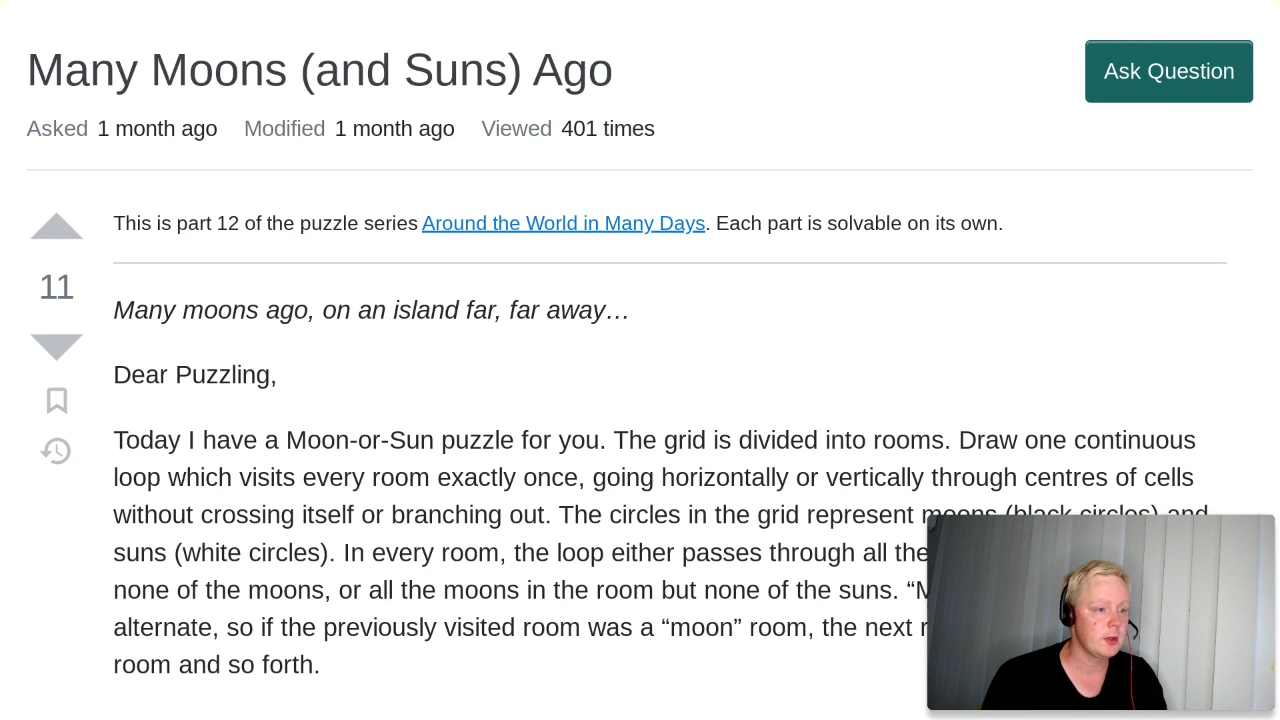 Many Moons (and Suns) Ago
Ask Question
Asked 1 month ago Modified 1 month ago Viewed 401 times
This is part 12 of the puzzle series Around the World in Many Days. Each part is solvable on its own.
11
Many moons ago, on an island far, far away…
Dear Puzzling,
Today I have a Moon-or-Sun puzzle for you. The grid is divided into rooms. Draw one continuous
loop which visits every room exactly once, going horizontally or vertically through centres of cells
without crossing itself or branching out. The circles in the grid represent moons (black circles) and
suns (white circles). In every room, the loop either passes through all the
none of the moons, or all the moons in the room but none of the suns. “M
alternate, so if the previously visited room was a “moon” room, the next r
room and so forth.